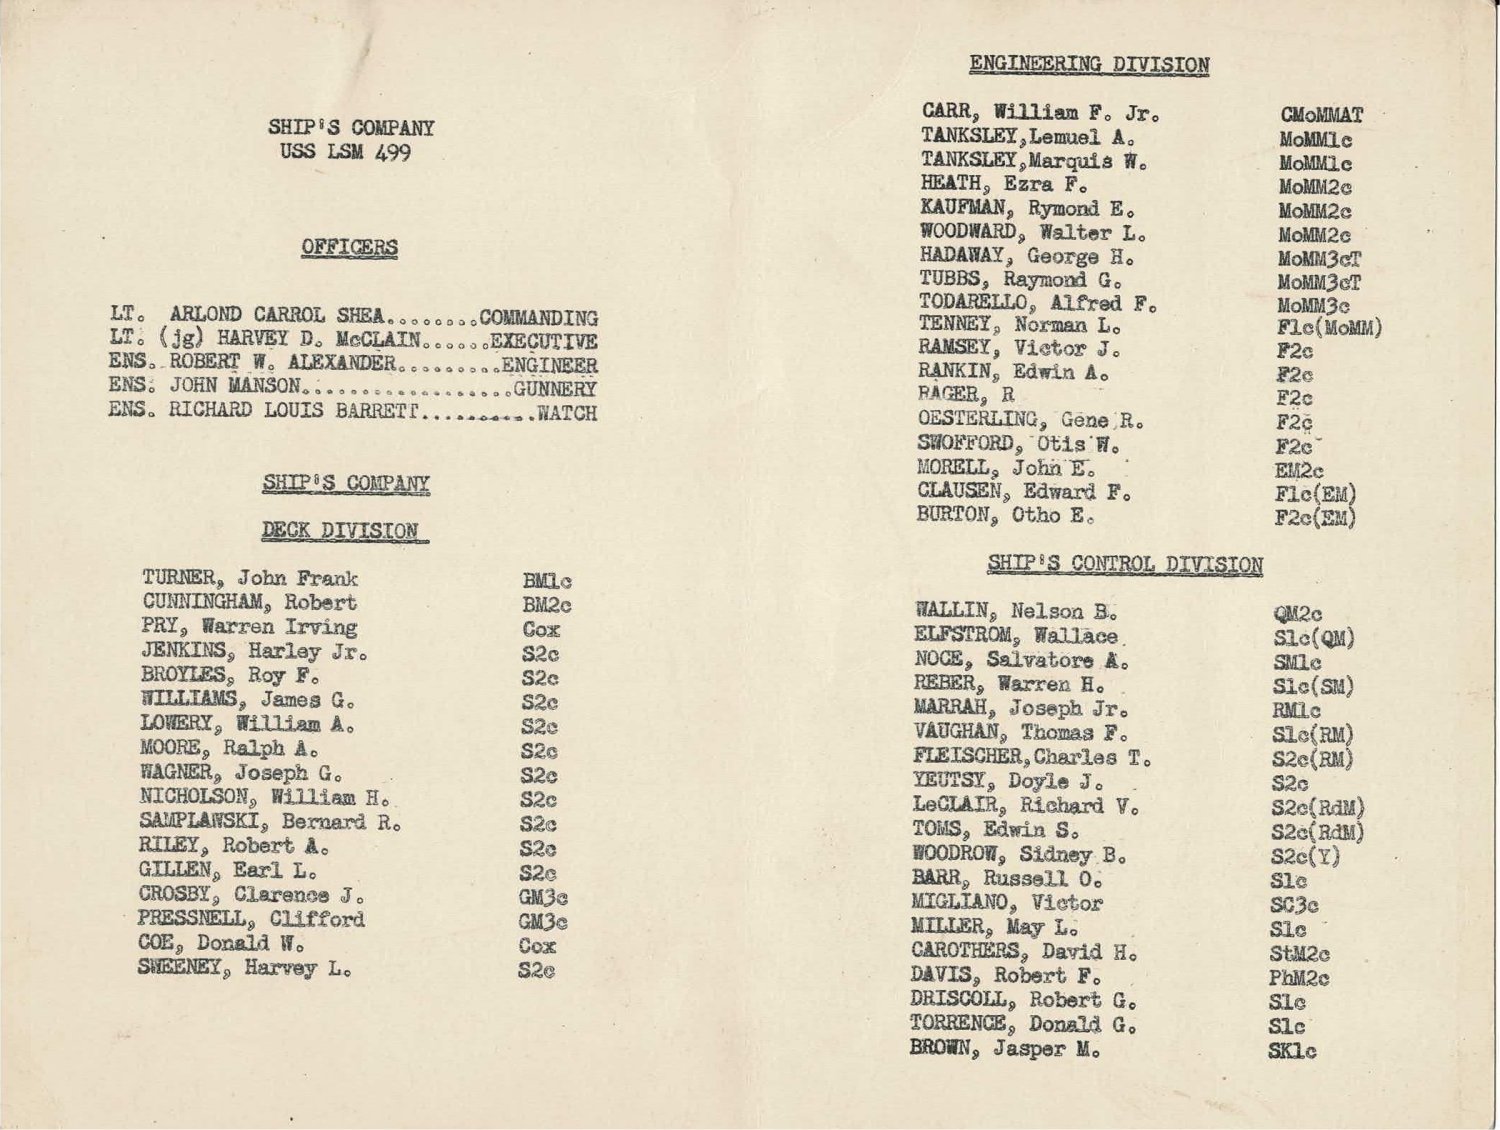 SHIP'S COMPANY
USS LSM 499
OFFICERS
LT. ARLOND CARROL SHEA........COMMANDING
LT. (jg) HARVEY D. McCLAIN......EXECUTIVE
ENS. ROBERT W. ALEXANDER.........ENGINEER
ENS. JOHN MANSON..................GUNNERY
ENS. RICHARD LOUIS BARRETT..........WATCH
SHIP'S COMPANY
DECK DIVISION
TURNER, John Frank BM1c
CUNNINGHAM, Robert BM2c
PRY, Warren Irving Cox
JENKINS, Harley Jr. S2c
BROYLES, Roy F. S2c
WILLIAMS, James G. S2c
LOWERY, William A. S2c
MOORE, Ralph A. S2c
WAGNER, Joseph G. S2c
NICHOLSON, William H. S2c
SAMPLAWSKI, Bernard R. S2c
RILEY, Robert A. S2c
GILLEN, Earl L. S2c
CROSBY, Clarence J. GM3c
PRESSNELL, Clifford GM3c
COE, Donald W. Cox
SWEENEY, Harvey L. S2c
ENGINEERING DIVISION
CARR, William F. Jr. CMoMMAT
TANKSLEY,Lemuel A. MoMM1c
TANKSLEY,Marquis W. MoMM1c
HEATH, Ezra F. MoMM2c
KAUFMAN, Rymond E. MoMM2c
WOODWARD, Walter L. MoMM2c
HADAWAY, George H. MoMM3cT
TUBBS, Raymond G. MoMM3cT
TODARELLO, Alfred F. MoMM3c
TENNEY, Norman L. F1c(MoMM)
RAMSEY, Victor J. F2c
RANKIN, Edwin A. F2c
RAGER, R F2c
OESTERLING, Gene R. F2c
SWOFFORD, Otis W. F2c
MORELL, John E. EM2c
CLAUSEN, Edward F. F1c(EM)
BURTON, Otho E. F2c(EM)
SHIP'S CONTROL DIVISION
WALLIN, Nelson B. QM2c
ELFSTROM, Wallace S1c(QM)
NOCE, Salvatore A. SM1c
REBER, Warren H. S1c(SM)
MARRAH, Joseph Jr. RM1c
VAUGHAN, Thomas F. S1c(RM)
FLEISCHER,Charles T. S2c(RM)
YEUTSY, Doyle J. S2c
LeCLAIR, Richard V. S2c(RdM)
TOMS, Edwin S. S2c(RdM)
WOODROW, Sidney B. S2c(Y)
BARR, Russell O. S1c
MIGLIANO, Victor SC3c
MILLER, May L. S1c
CAROTHERS, David H. StM2c
DAVIS, Robert F. PhM2c
DRISCOLL, Robert G. S1c
TORRENCE, Donald G. S1c
BROWN, Jasper M. SK1c